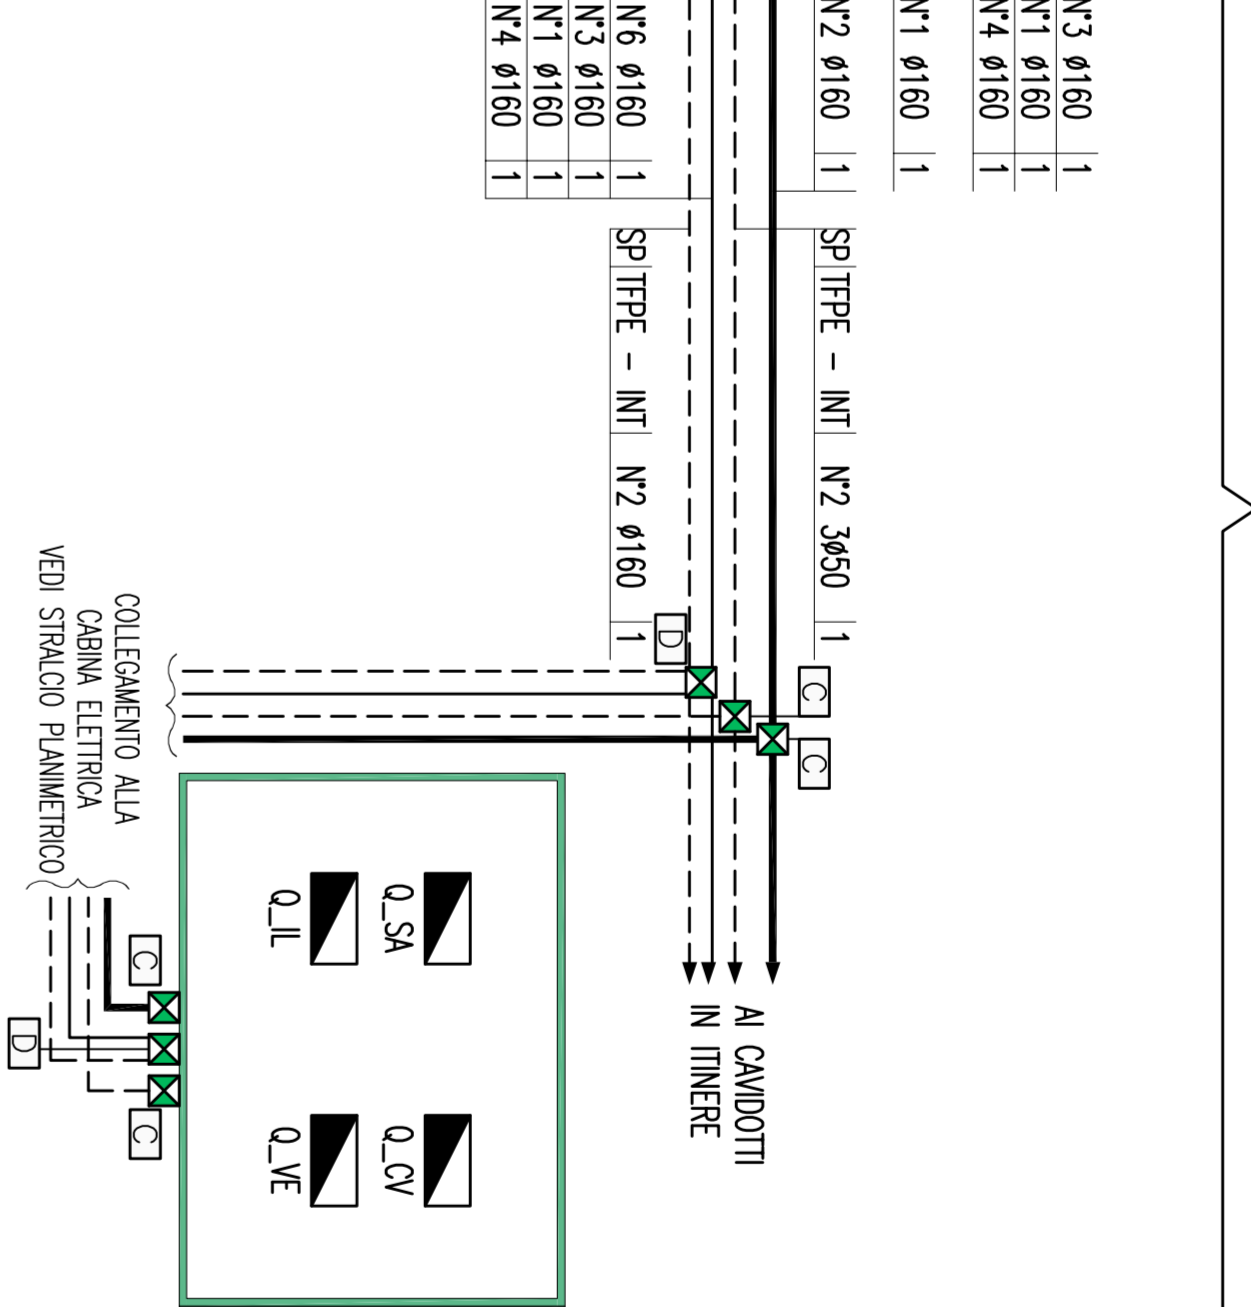 N°3 ø160 1
N°1 ø160 1
N°4 ø160 1
N°1 ø160 1
N°2 ø160 1
N°6 ø160 1
N°3 ø160 1
N°1 ø160 1
N°4 ø160 1
SP TFPE - INT N°2 3ø50 1
SP TFPE - INT N°2 ø160 1
C
C
D
AI CAVIDOTTI
IN ITINERE
COLLEGAMENTO ALLA
CABINA ELETTRICA
VEDI STRALCIO PLANIMETRICO
Q_SA
Q_IL
Q_CV
Q_VE
C
D
C